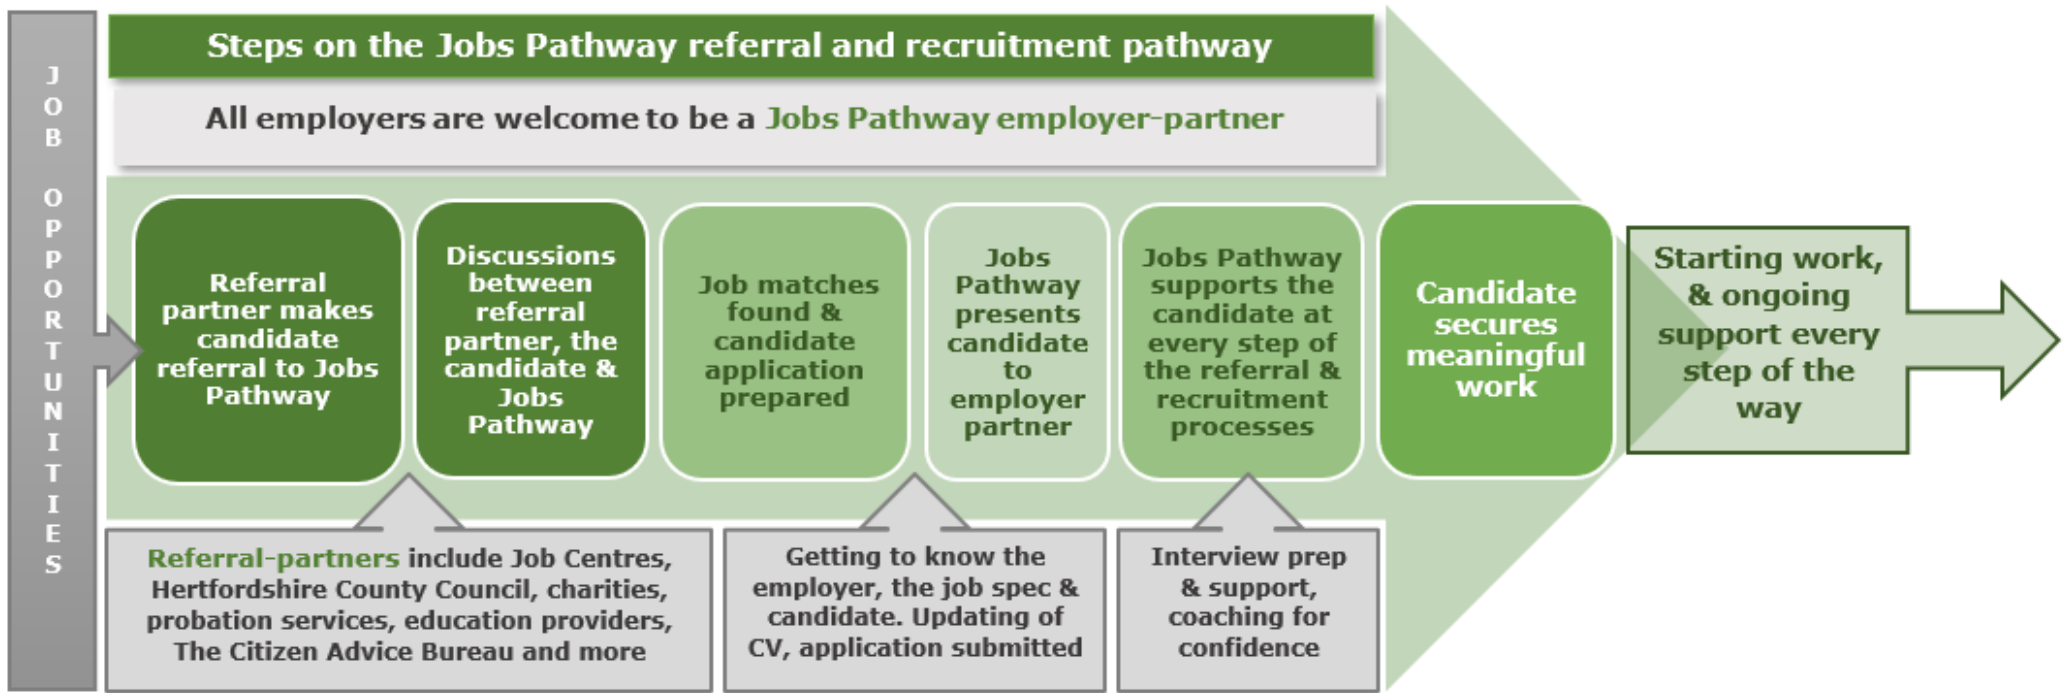 JOB OPPORTUNITIES
Steps on the Jobs Pathway referral and recruitment pathway
All employers are welcome to be a Jobs Pathway employer-partner
Referral
partner makes
candidate
referral to Jobs
Pathway
Discussions
between
referral
partner, the
candidate &
Jobs
Pathway
Job matches
found &
candidate
application
prepared
Jobs
Pathway
presents
candidate
to
employer
partner
Jobs Pathway
supports the
candidate at
every step of
the referral &
recruitment
processes
Candidate
secures
meaningful
work
Starting work,
& ongoing
support every
step of the
way
Referral-partners include Job Centres,
Hertfordshire County Council, charities,
probation services, education providers,
The Citizen Advice Bureau and more
Getting to know the
employer, the job spec &
candidate. Updating of
CV, application submitted
Interview prep
& support,
coaching for
confidence